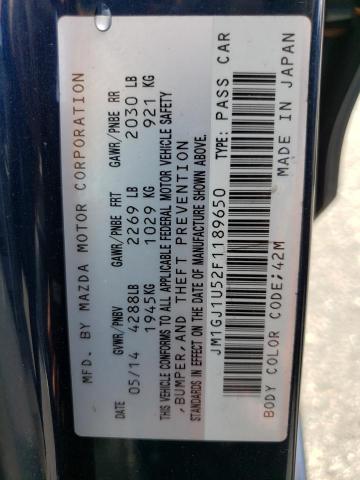 MFD. BY MAZDA MOTOR CORPORATION
GVWR/PNBV GAWR/PNBE FRT GAWR/PNBE RR
DATE 05/14 4288LB 2269 LB 2030 LB
1945KG 1029 KG 921 KG
THIS VEHICLE CONFORMS TO ALL APPLICABLE FEDERAL MOTOR VEHICLE SAFETY
,BUMPER,AND THEFT PREVENTION
STANDARDS IN EFFECT ON THE DATE OF MANUFACTURE SHOWN ABOVE.
JM1GJ1U52F1189650 TYPE: PASS CAR
BODY COLOR CODE;42M MADE IN JAPAN